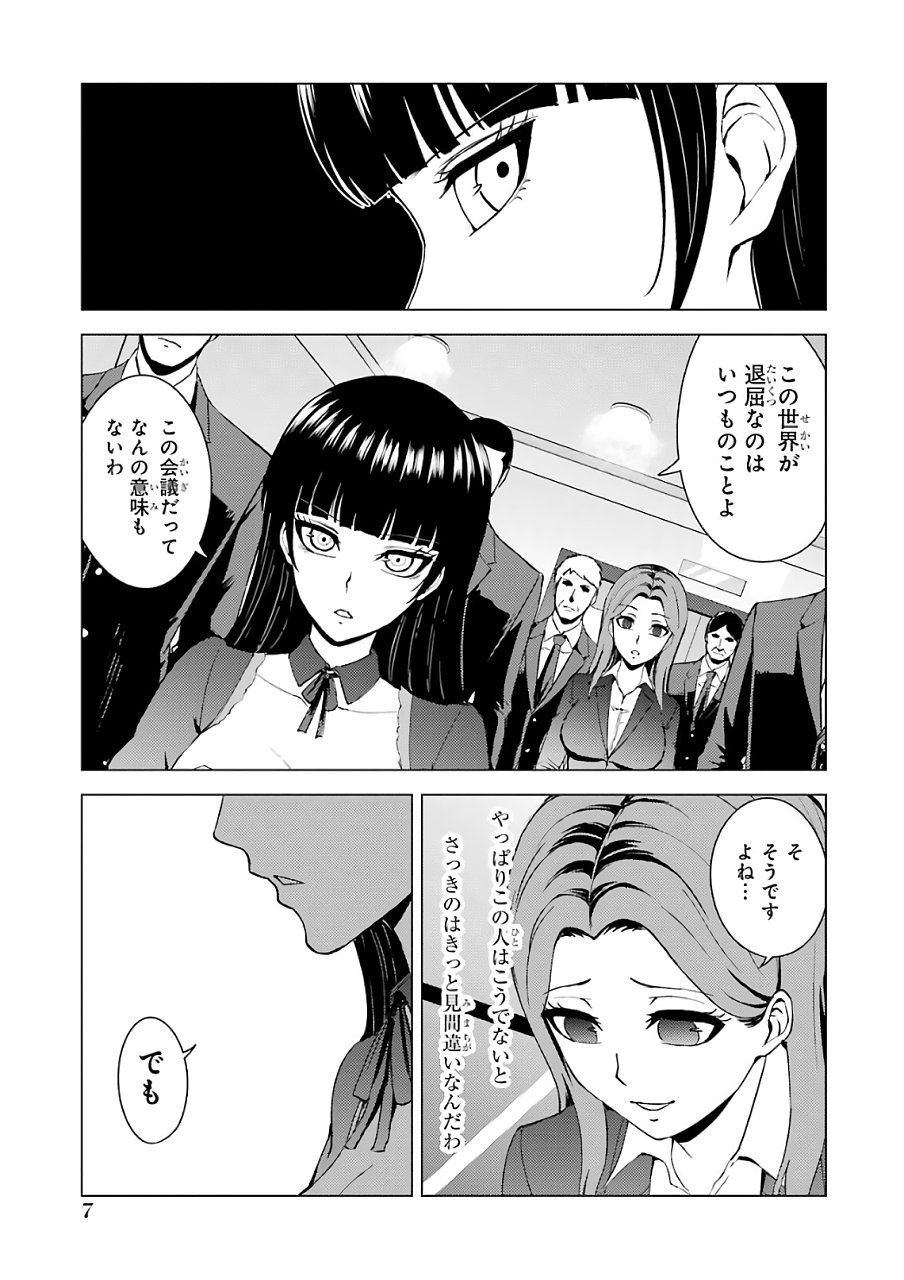 この世界が
退屈なのは
いつものことよ
この会議だって
なんの意味も
ないわ
そ
そうです
よね…
やっぱりこの人はこうでないと
さっきのはきっと見間違いなんだわ
でも
7